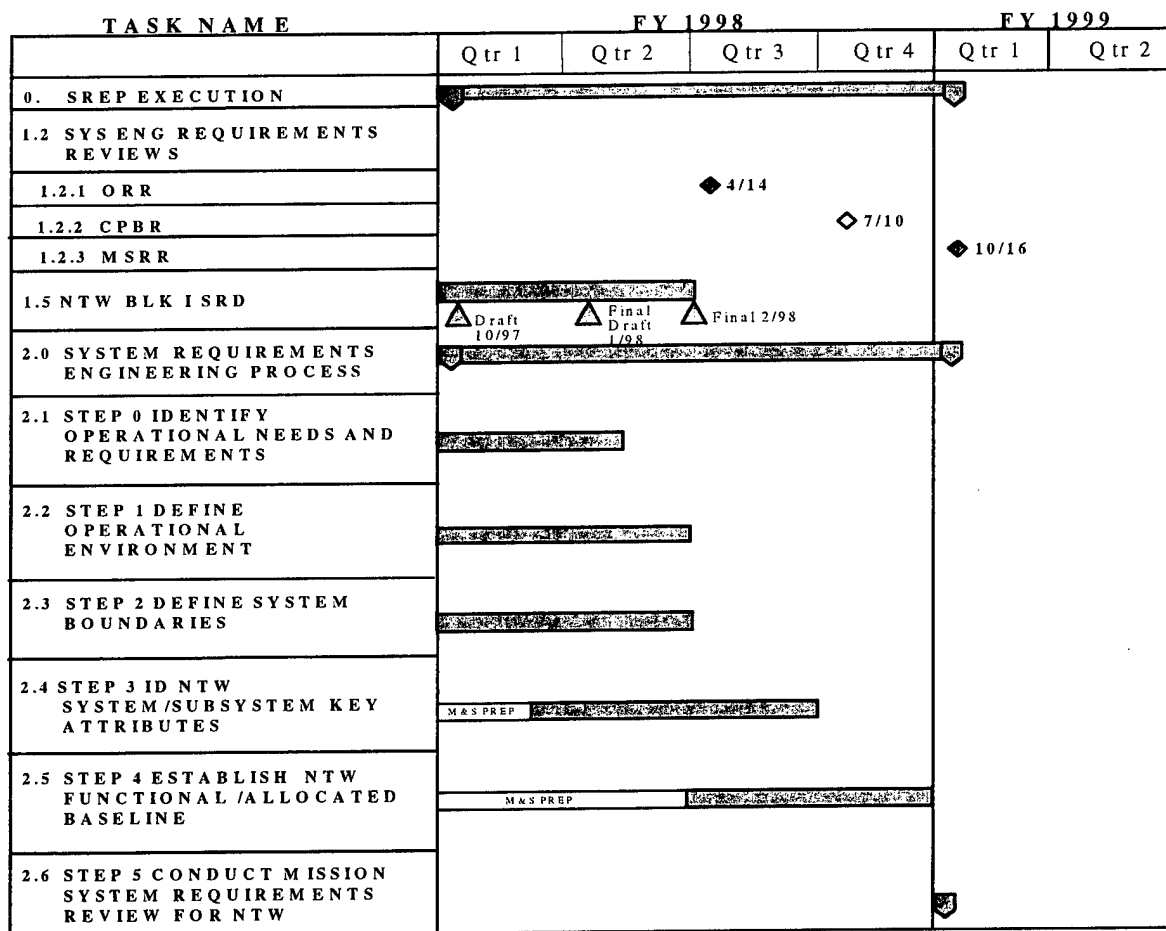 TASK NAME FY 1998 FY 1999
Qtr 1 Qtr 2 Qtr 3 Qtr 4 Qtr 1 Qtr 2
0. SREP EXECUTION
1.2 SYS ENG REQUIREMENTS
REVIEWS
1.2.1 ORR
4/14
1.2.2 CPBR
7/10
1.2.3 MSRR
10/16
1.5 NTW BLK I SRD
Draft
10/97
Final
Draft
1/98
Final 2/98
2.0 SYSTEM REQUIREMENTS
ENGINEERING PROCESS
2.1 STEP 0 IDENTIFY
OPERATIONAL NEEDS AND
REQUIREMENTS
2.2 STEP 1 DEFINE
OPERATIONAL
ENVIRONMENT
2.3 STEP 2 DEFINE SYSTEM
BOUNDARIES
2.4 STEP 3 ID NTW
SYSTEM/SUBSYSTEM KEY
ATTRIBUTES
M & S PREP
2.5 STEP 4 ESTABLISH NTW
FUNCTIONAL /ALLOCATED
BASELINE
M & S PREP
2.6 STEP 5 CONDUCT MISSION
SYSTEM REQUIREMENTS
REVIEW FOR NTW